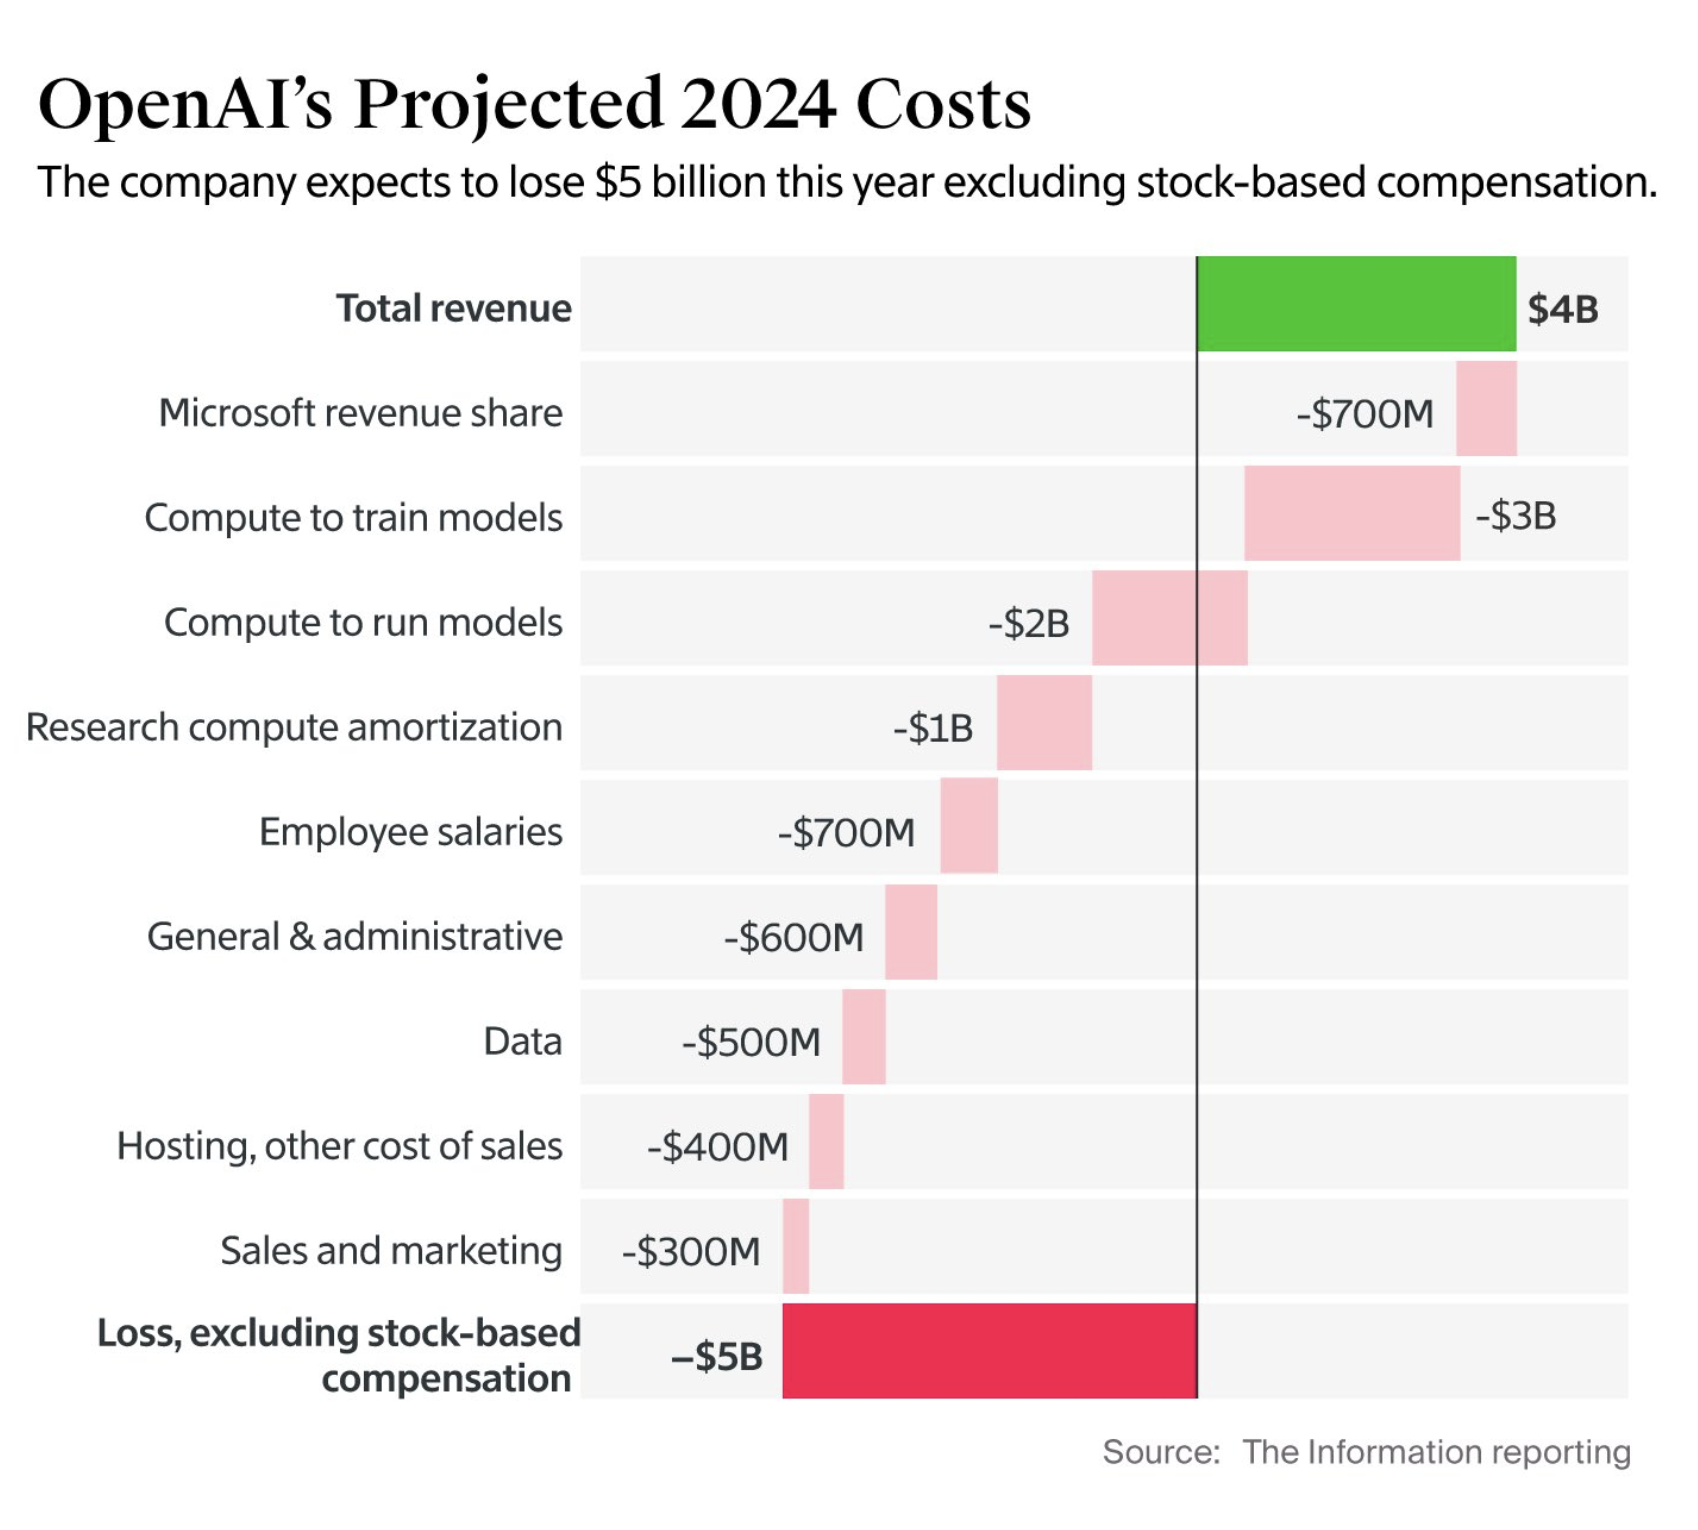 OpenAI’s Projected 2024 Costs
The company expects to lose $5 billion this year excluding stock-based compensation.
Total revenue $4B
Microsoft revenue share -$700M
Compute to train models -$3B
Compute to run models -$2B
Research compute amortization -$1B
Employee salaries -$700M
General & administrative -$600M
Data -$500M
Hosting, other cost of sales -$400M
Sales and marketing -$300M
Loss, excluding stock-based
compensation –$5B
Source: The Information reporting